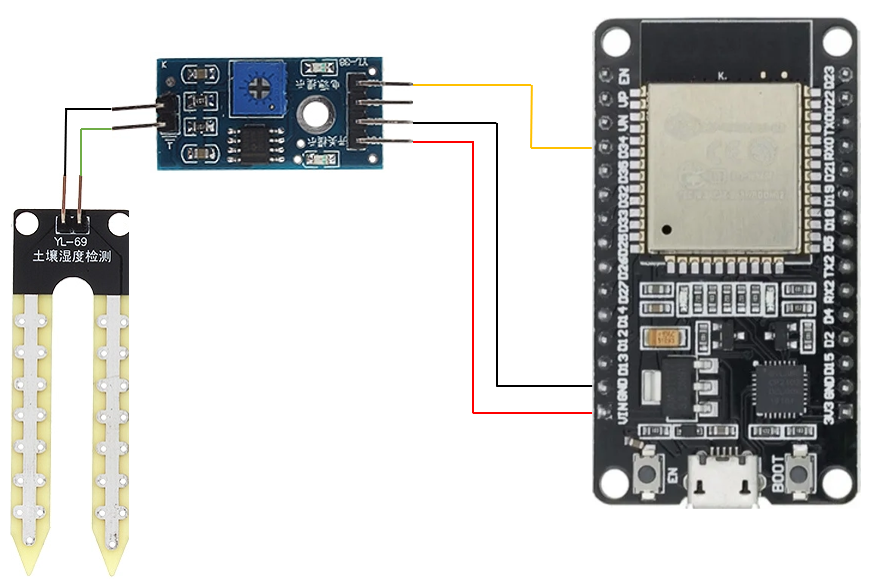 YL-38
YL-69
土壤湿度检测
EN
VP
VN
D34
D35
D32
D33
D25
D26
D27
D14
D12
D13
GND
VIN
D23
D22
TX0
RX0
D21
D19
D18
D5
TX2
RX2
D4
D2
D15
GND
3V3
EN
BOOT